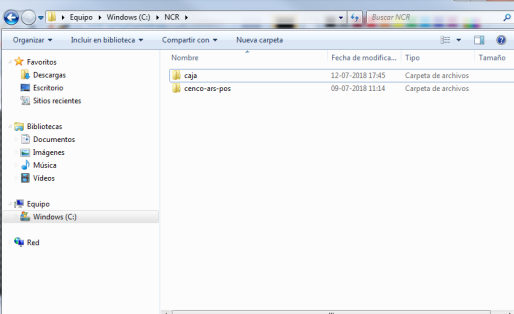 Equipo ▸ Windows (C:) ▸ NCR ▸
Buscar NCR
Organizar ▾ Incluir en biblioteca ▾ Compartir con ▾ Nueva carpeta
Nombre Fecha de modifica... Tipo Tamaño
caja 12-07-2018 17:45 Carpeta de archivos
cenco-ars-pos 09-07-2018 11:14 Carpeta de archivos
Favoritos
Descargas
Escritorio
Sitios recientes
Bibliotecas
Documentos
Imágenes
Música
Vídeos
Equipo
Windows (C:)
Red